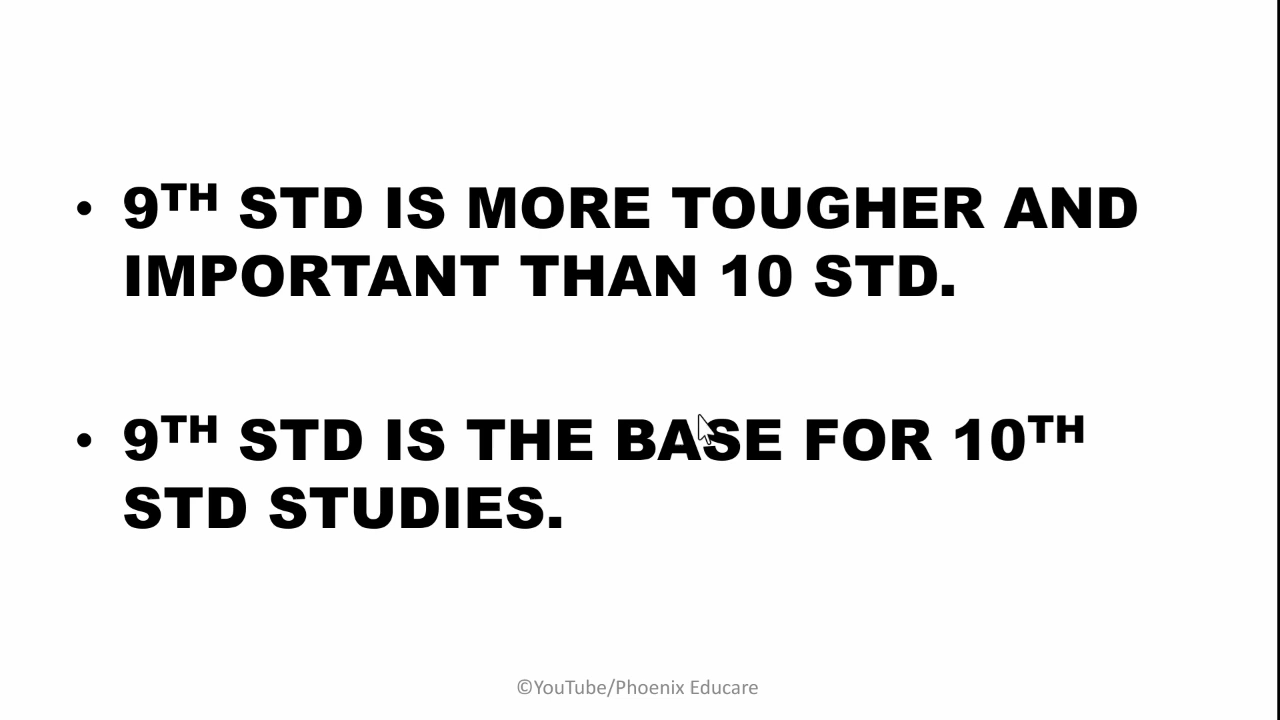 • 9TH STD IS MORE TOUGHER AND
IMPORTANT THAN 10 STD.
• 9TH STD IS THE BASE FOR 10TH
STD STUDIES.
©YouTube/Phoenix Educare